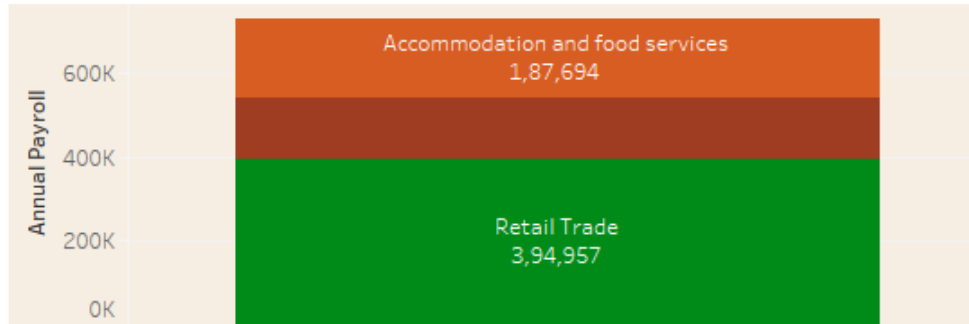 Annual Payroll
600K
400K
200K
0K
Accommodation and food services
1,87,694
Retail Trade
3,94,957